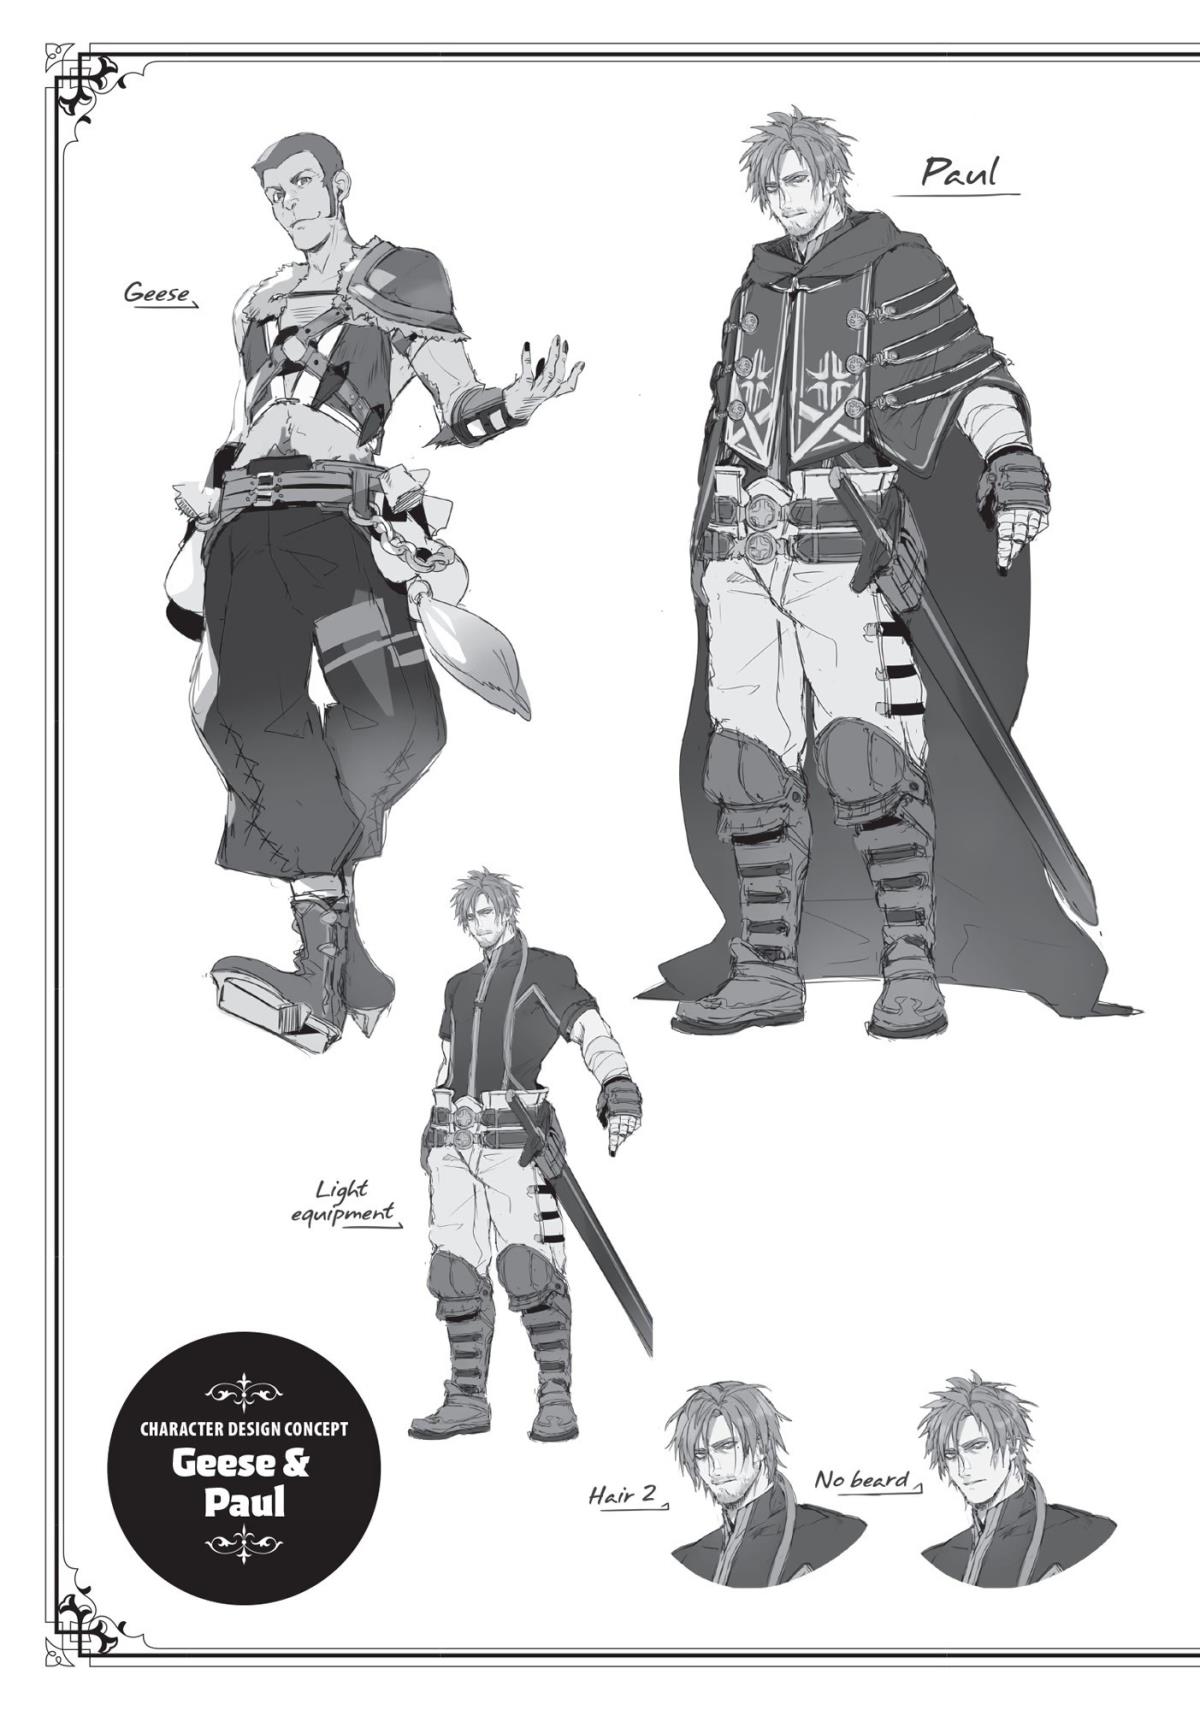 Paul
Geese
Light
equipment
CHARACTER DESIGN CONCEPT
Geese &
Paul
Hair 2
No beard